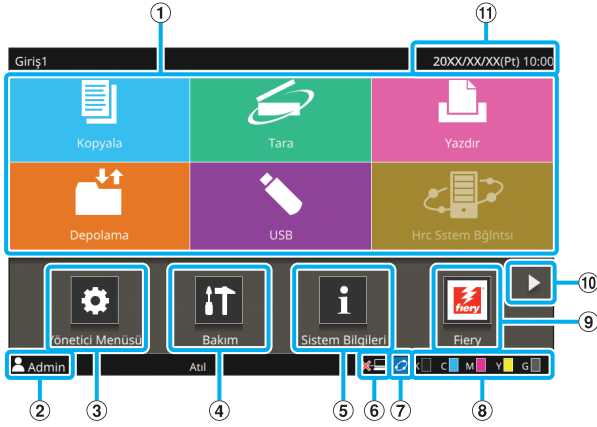 ① ⑪
Giriş1 20XX/XX/XX(Pt) 10:00
Kopyala Tara Yazdır
Depolama USB Hrc Sstem Bğlntsı
fiery
Yönetici Menüsü Bakım Sistem Bilgileri Fiery
⑩
⑨
Admin Atıl K C M Y G
② ③ ④ ⑤ ⑥ ⑦ ⑧